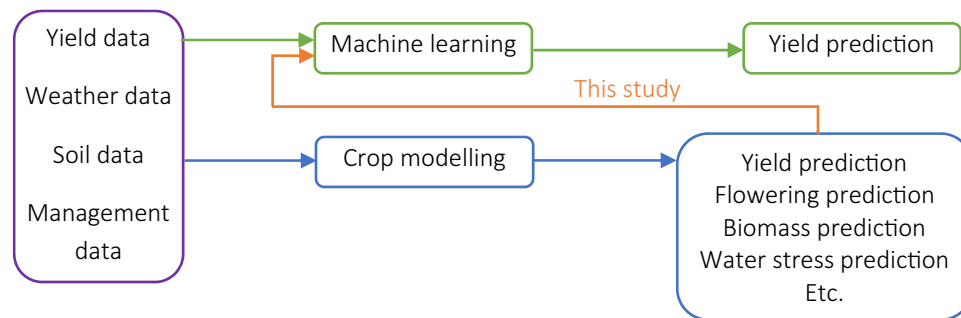 Yield data
Weather data
Soil data
Management
data
Machine learning
Yield prediction
This study
Crop modelling
Yield prediction
Flowering prediction
Biomass prediction
Water stress prediction
Etc.